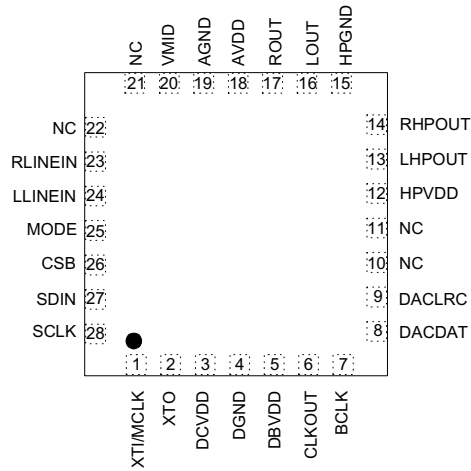 NC VMID AGND AVDD ROUT LOUT HPGND
21 20 19 18 17 16 15
NC 22
RLINEIN 23
LLINEIN 24
MODE 25
CSB 26
SDIN 27
SCLK 28
14 RHPOUT
13 LHPOUT
12 HPVDD
11 NC
10 NC
9 DACLRC
8 DACDAT
1 2 3 4 5 6 7
XTI/MCLK XTO DCVDD DGND DBVDD CLKOUT BCLK